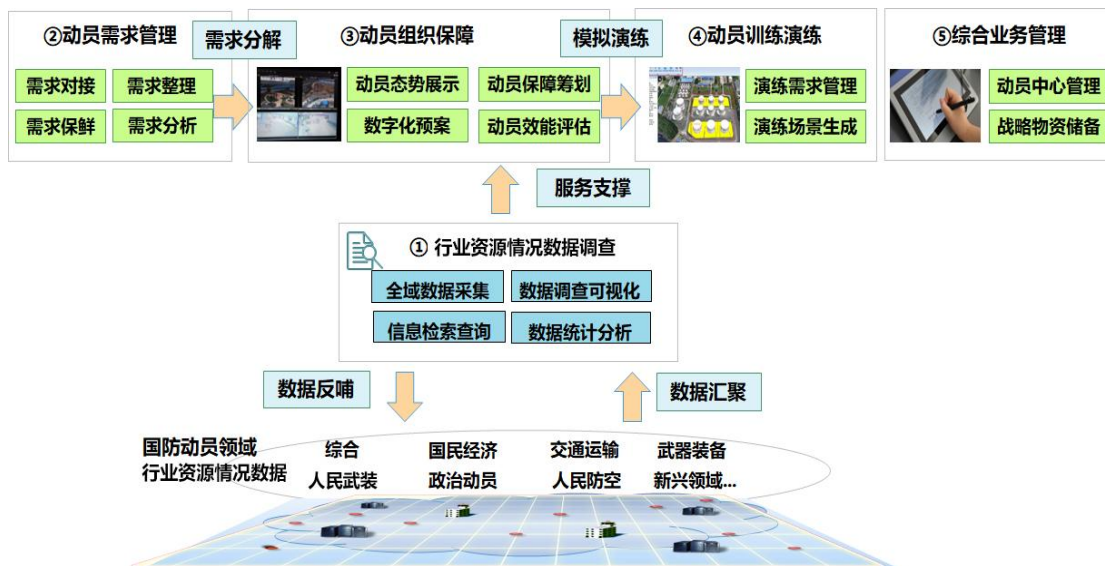 ②动员需求管理
需求对接
需求整理
需求保鲜
需求分析
需求分解
③动员组织保障
动员态势展示
动员保障筹划
数字化预案
动员效能评估
模拟演练
④动员训练演练
演练需求管理
演练场景生成
⑤综合业务管理
动员中心管理
战略物资储备
服务支撑
① 行业资源情况数据调查
全域数据采集
数据调查可视化
信息检索查询
数据统计分析
数据反哺
数据汇聚
国防动员领域
行业资源情况数据
综合
国民经济
交通运输
武器装备
人民武装
政治动员
人民防空
新兴领域...